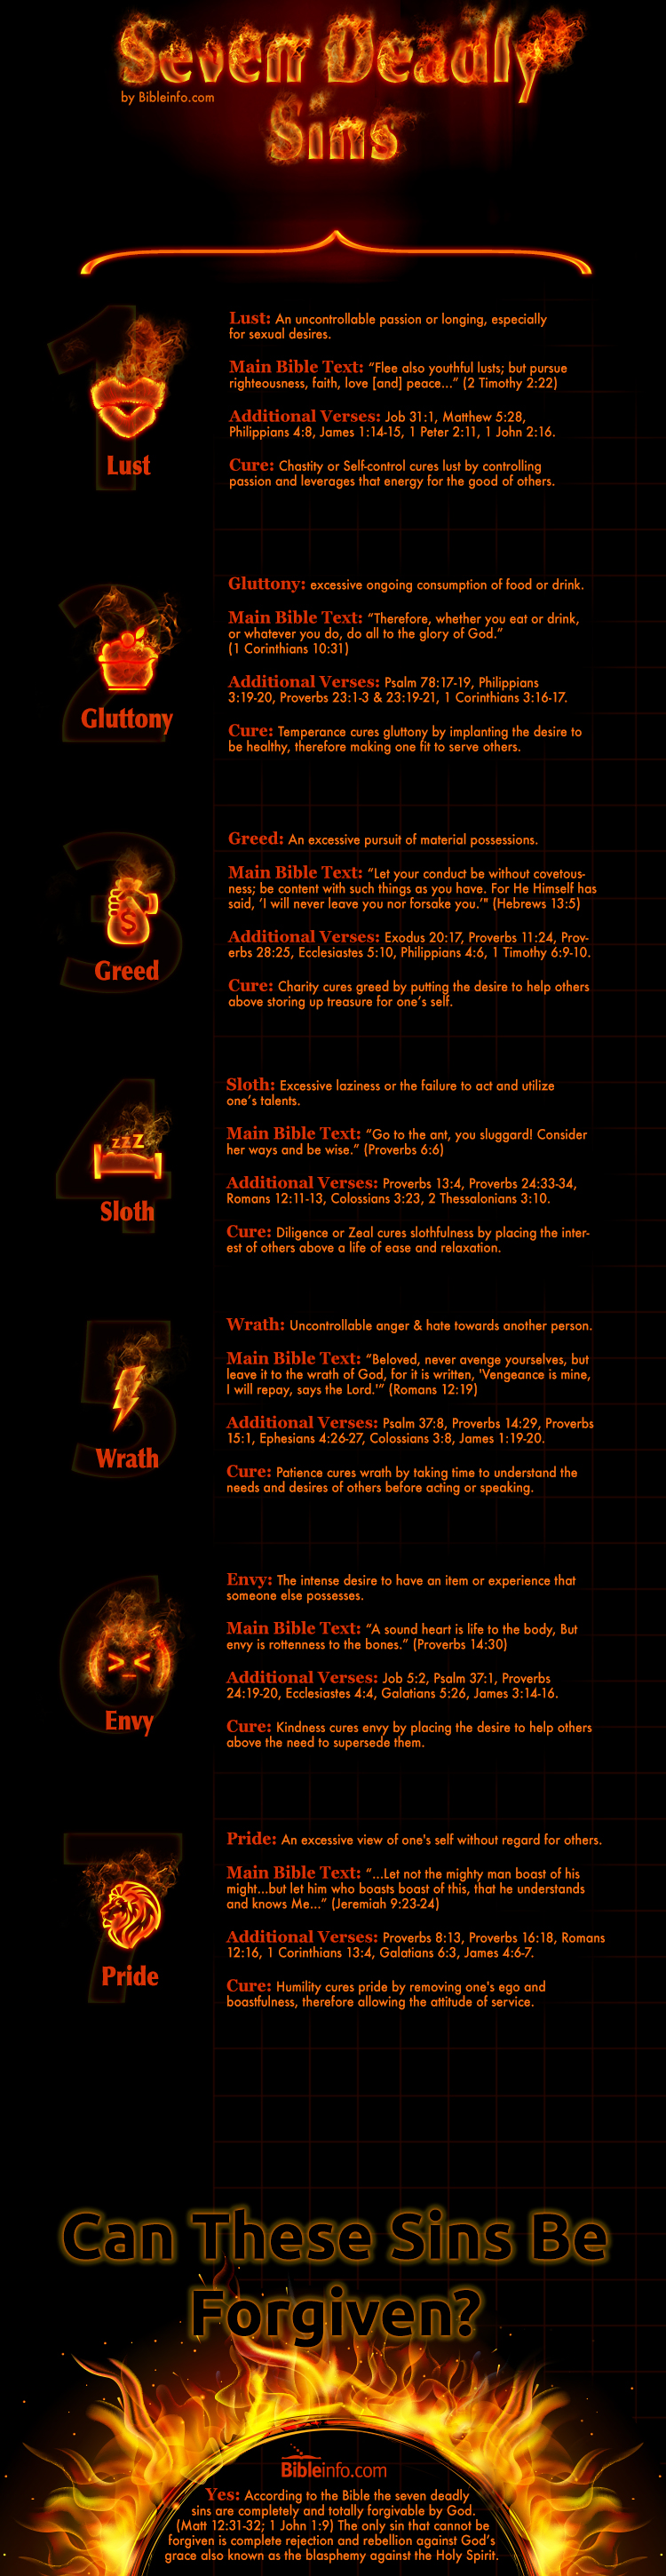 Seven Deadly
by Bibleinfo.com
Sins
1
Lust
Lust: An uncontrollable passion or longing, especially
for sexual desires.
Main Bible Text: “Flee also youthful lusts; but pursue
righteousness, faith, love [and] peace...” (2 Timothy 2:22)
Additional Verses: Job 31:1, Matthew 5:28,
Philippians 4:8, James 1:14-15, 1 Peter 2:11, 1 John 2:16.
Cure: Chastity or Self-control cures lust by controlling
passion and leverages that energy for the good of others.
2
Gluttony
Gluttony: excessive ongoing consumption of food or drink.
Main Bible Text: “Therefore, whether you eat or drink,
or whatever you do, do all to the glory of God.”
(1 Corinthians 10:31)
Additional Verses: Psalm 78:17-19, Philippians
3:19-20, Proverbs 23:1-3 & 23:19-21, 1 Corinthians 3:16-17.
Cure: Temperance cures gluttony by implanting the desire to
be healthy, therefore making one fit to serve others.
3
$
Greed
Greed: An excessive pursuit of material possessions.
Main Bible Text: “Let your conduct be without covetous-
ness; be content with such things as you have. For He Himself has
said, ‘I will never leave you nor forsake you.’" (Hebrews 13:5)
Additional Verses: Exodus 20:17, Proverbs 11:24, Prov-
erbs 28:25, Ecclesiastes 5:10, Philippians 4:6, 1 Timothy 6:9-10.
Cure: Charity cures greed by putting the desire to help others
above storing up treasure for one’s self.
4
zzZ
Sloth
Sloth: Excessive laziness or the failure to act and utilize
one’s talents.
Main Bible Text: “Go to the ant, you sluggard! Consider
her ways and be wise.” (Proverbs 6:6)
Additional Verses: Proverbs 13:4, Proverbs 24:33-34,
Romans 12:11-13, Colossians 3:23, 2 Thessalonians 3:10.
Cure: Diligence or Zeal cures slothfulness by placing the inter-
est of others above a life of ease and relaxation.
5
Wrath
Wrath: Uncontrollable anger & hate towards another person.
Main Bible Text: “Beloved, never avenge yourselves, but
leave it to the wrath of God, for it is written, 'Vengeance is mine,
I will repay, says the Lord.'” (Romans 12:19)
Additional Verses: Psalm 37:8, Proverbs 14:29, Proverbs
15:1, Ephesians 4:26-27, Colossians 3:8, James 1:19-20.
Cure: Patience cures wrath by taking time to understand the
needs and desires of others before acting or speaking.
6
(>_<)
Envy
Envy: The intense desire to have an item or experience that
someone else possesses.
Main Bible Text: “A sound heart is life to the body, But
envy is rottenness to the bones.” (Proverbs 14:30)
Additional Verses: Job 5:2, Psalm 37:1, Proverbs
24:19-20, Ecclesiastes 4:4, Galatians 5:26, James 3:14-16.
Cure: Kindness cures envy by placing the desire to help others
above the need to supersede them.
7
Pride
Pride: An excessive view of one's self without regard for others.
Main Bible Text: “...Let not the mighty man boast of his
might...but let him who boasts boast of this, that he understands
and knows Me...” (Jeremiah 9:23-24)
Additional Verses: Proverbs 8:13, Proverbs 16:18, Romans
12:16, 1 Corinthians 13:4, Galatians 6:3, James 4:6-7.
Cure: Humility cures pride by removing one's ego and
boastfulness, therefore allowing the attitude of service.
Can These Sins Be
Forgiven?
Bibleinfo.com
Yes: According to the Bible the seven deadly
sins are completely and totally forgivable by God.
(Matt 12:31-32; 1 John 1:9) The only sin that cannot be
forgiven is complete rejection and rebellion against God’s
grace also known as the blasphemy against the Holy Spirit.